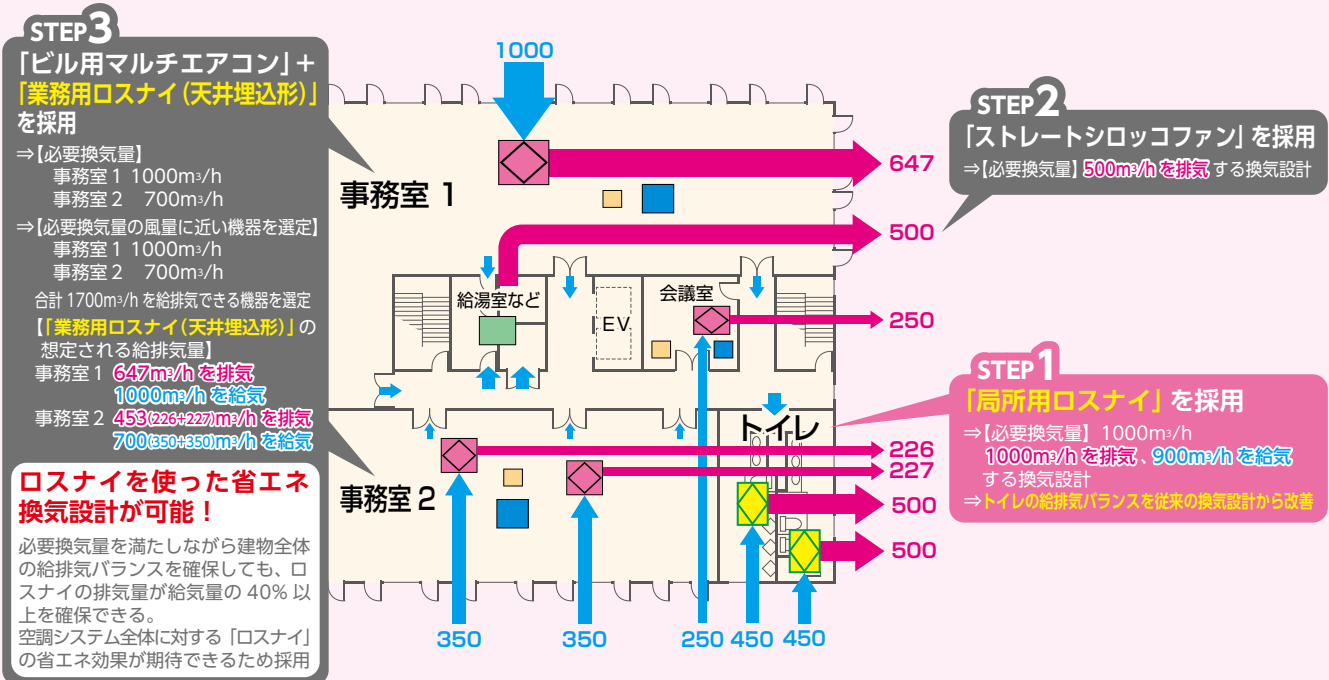 STEP3
「ビル用マルチエアコン」+
「業務用ロスナイ(天井埋込形)」
を採用
⇒【必要換気量】
事務室1 1000m³/h
事務室2 700m³/h
⇒【必要換気量の風量に近い機器を選定】
事務室1 1000m³/h
事務室2 700m³/h
合計1700m³/hを給排気できる機器を選定
【「業務用ロスナイ(天井埋込形)」の
想定される給排気量】
事務室1 647m³/hを排気
1000m³/hを給気
事務室2 453(226+227)m³/hを排気
700(350+350)m³/hを給気
ロスナイを使った省エネ
換気設計が可能！
必要換気量を満たしながら建物全体
の給排気バランスを確保しても、ロ
スナイの排気量が給気量の40%以
上を確保できる。
空調システム全体に対する「ロスナイ」
の省エネ効果が期待できるため採用
1000
647
事務室1
500
給湯室など
EV
会議室
250
トイレ
226
227
事務室2
500
500
350
350
250
450
450
STEP2
「ストレートシロッコファン」を採用
⇒【必要換気量】500m³/hを排気する換気設計
STEP1
「局所用ロスナイ」を採用
⇒【必要換気量】1000m³/h
1000m³/hを排気、900m³/hを給気
する換気設計
⇒トイレの給排気バランスを従来の換気設計から改善